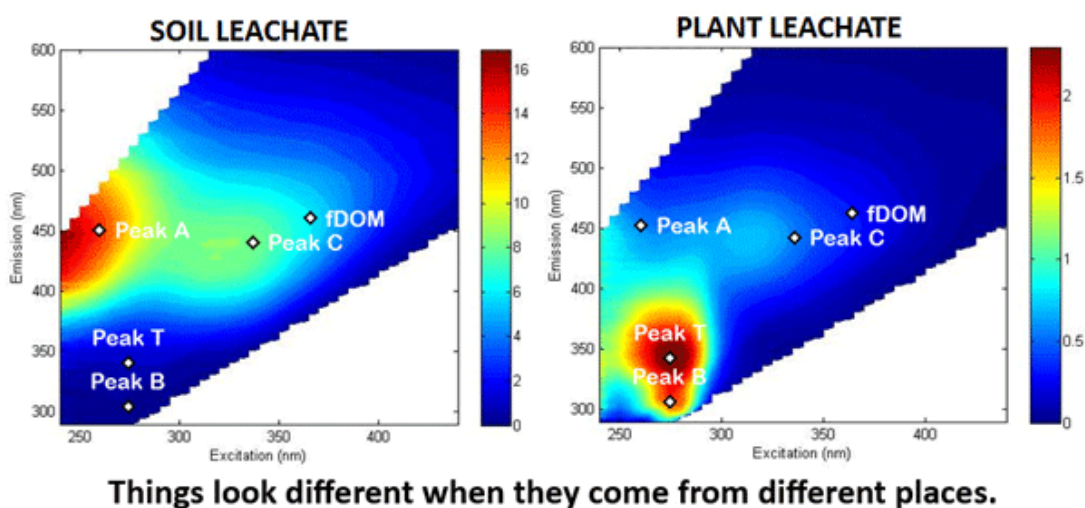 SOIL LEACHATE
600
550
500
450
400
350
300
Emission (nm)
250
300
350
400
Excitation (nm)
Peak A
fDOM
Peak C
Peak T
Peak B
16
14
12
10
8
6
4
2
0
PLANT LEACHATE
600
550
500
450
400
350
300
Emission (nm)
250
300
350
400
Excitation (nm)
Peak A
fDOM
Peak C
Peak T
Peak B
2
1.5
1
0.5
0
Things look different when they come from different places.